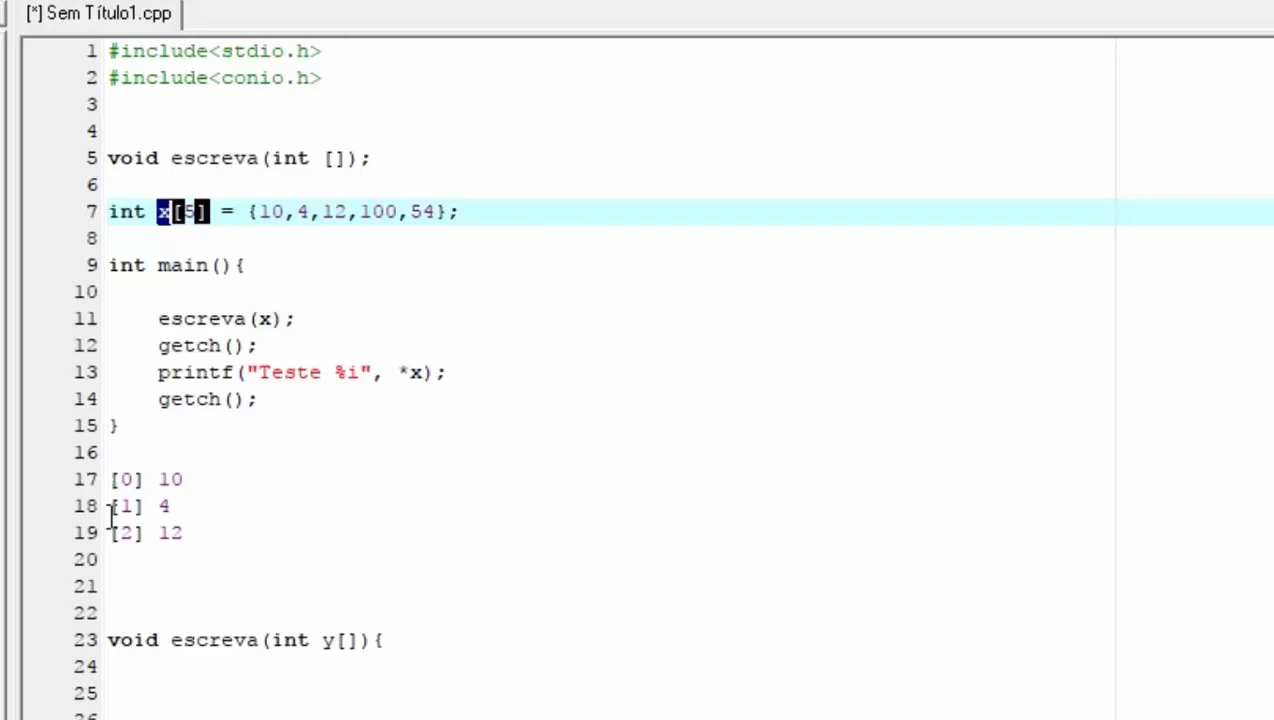 [*] Sem Título1.cpp
1 #include<stdio.h>
2 #include<conio.h>
3
4
5 void escreva(int []);
6
7 int x[5] = {10,4,12,100,54};
8
9 int main(){
10
11 escreva(x);
12 getch();
13 printf("Teste %i", *x);
14 getch();
15 }
16
17 [0] 10
18 [1] 4
19 [2] 12
20
21
22
23 void escreva(int y[]){
24
25